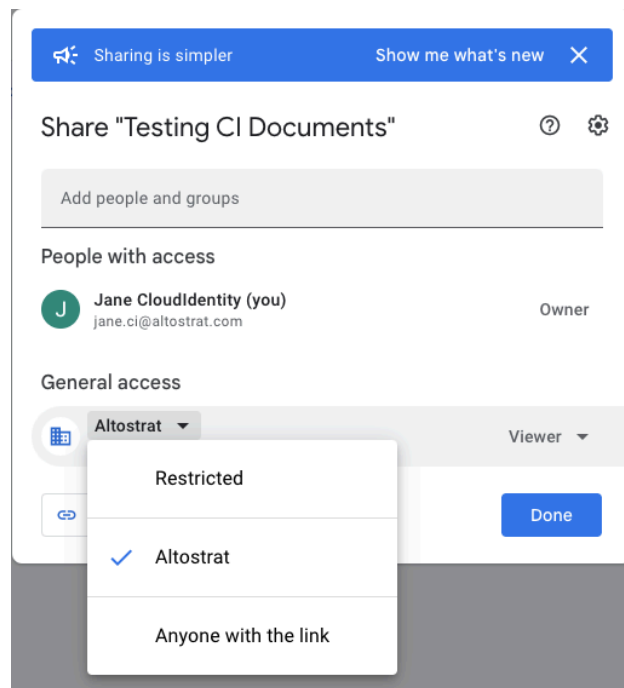 Sharing is simpler
Show me what's new
Share "Testing CI Documents"
Add people and groups
People with access
J
Jane CloudIdentity (you)
jane.ci@altostrat.com
Owner
General access
Altostrat
Viewer
Restricted
Altostrat
Anyone with the link
Done